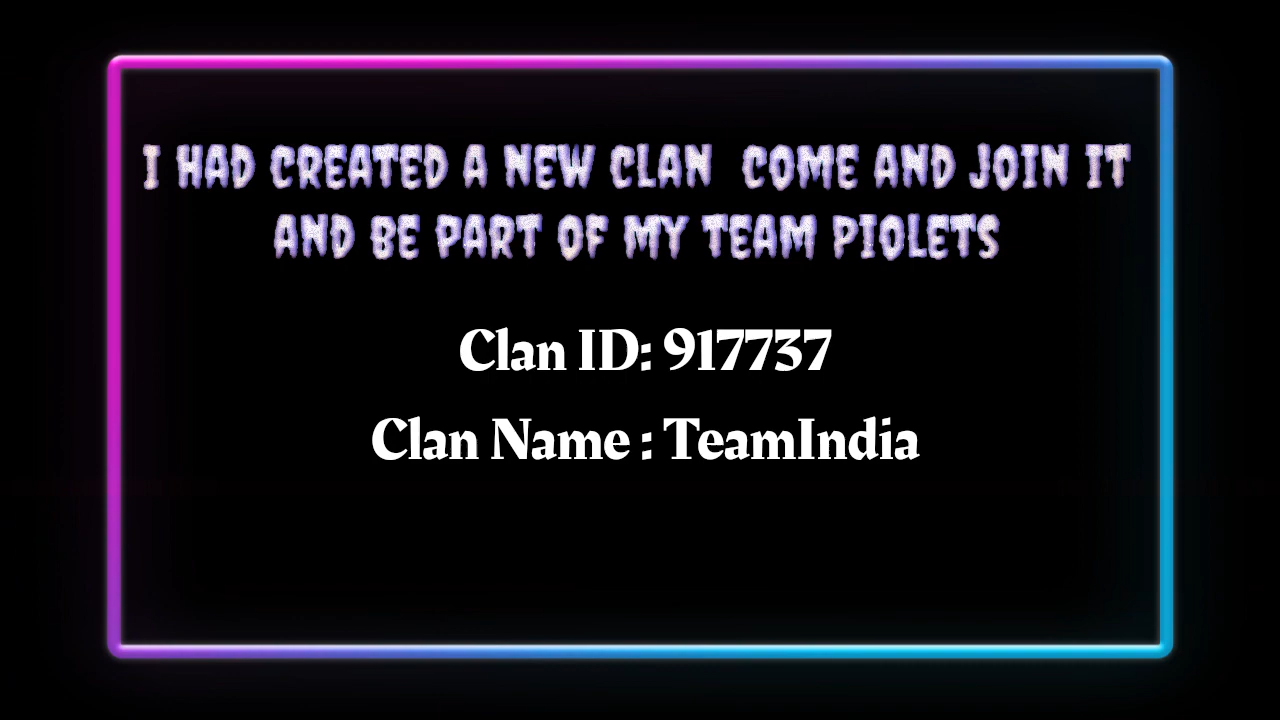 I HAD CREATED A NEW CLAN  COME AND JOIN IT
AND BE PART OF MY TEAM PIOLETS
Clan ID: 917737
Clan Name : TeamIndia